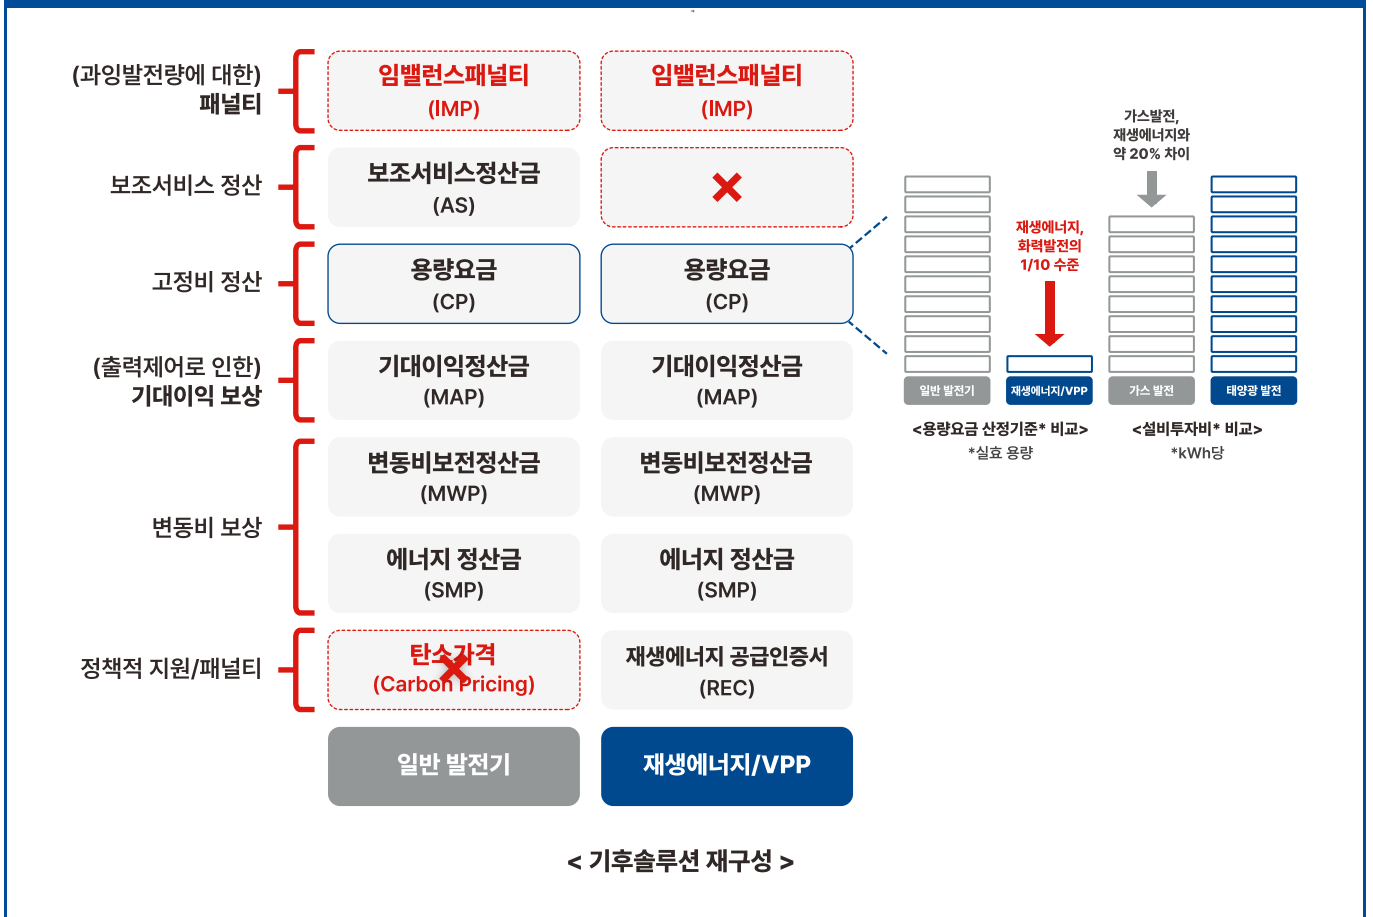 (과잉발전량에 대한)
패널티
임밸런스패널티
(IMP)
임밸런스패널티
(IMP)
보조서비스 정산
보조서비스정산금
(AS)
고정비 정산
용량요금
(CP)
용량요금
(CP)
(출력제어로 인한)
기대이익 보상
기대이익정산금
(MAP)
기대이익정산금
(MAP)
변동비 보상
변동비보전정산금
(MWP)
변동비보전정산금
(MWP)
에너지 정산금
(SMP)
에너지 정산금
(SMP)
정책적 지원/패널티
탄소가격
(Carbon Pricing)
재생에너지 공급인증서
(REC)
일반 발전기
재생에너지/VPP
가스발전,
재생에너지와
약 20% 차이
재생에너지,
화력발전의
1/10 수준
일반 발전기
재생에너지/VPP
가스 발전
태양광 발전
<용량요금 산정기준* 비교>
*실효 용량
<설비투자비* 비교>
*kWh당
< 기후솔루션 재구성 >